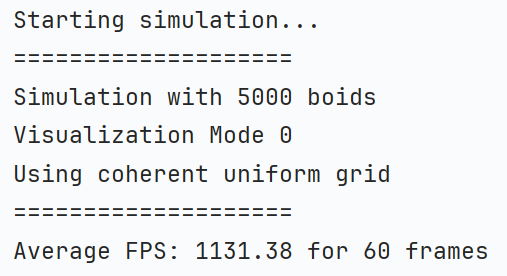 Starting simulation...
====================
Simulation with 5000 boids
Visualization Mode 0
Using coherent uniform grid
====================
Average FPS: 1131.38 for 60 frames